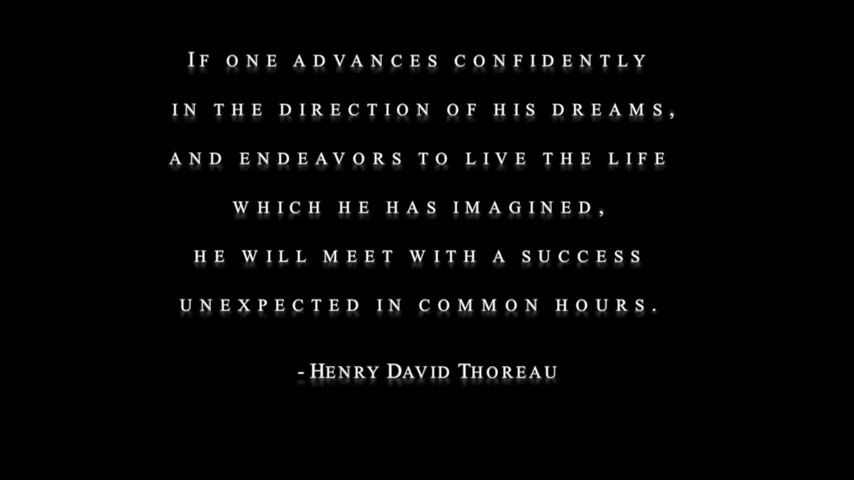 If one advances confidently
in the direction of his dreams,
and endeavors to live the life
which he has imagined,
he will meet with a success
unexpected in common hours.
- Henry David Thoreau